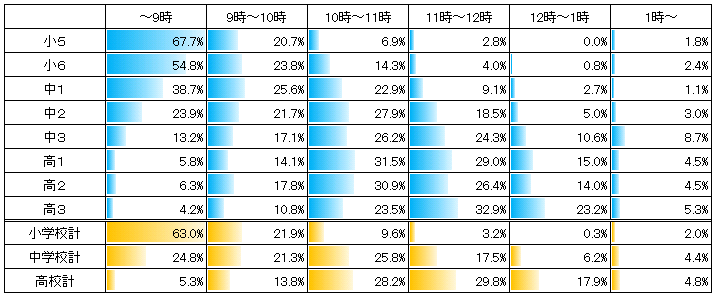 ～9時 9時～10時 10時～11時 11時～12時 12時～1時 1時～
小5 67.7% 20.7% 6.9% 2.8% 0.0% 1.8%
小6 54.8% 23.8% 14.3% 4.0% 0.8% 2.4%
中1 38.7% 25.6% 22.9% 9.1% 2.7% 1.1%
中2 23.9% 21.7% 27.9% 18.5% 5.0% 3.0%
中3 13.2% 17.1% 26.2% 24.3% 10.6% 8.7%
高1 5.8% 14.1% 31.5% 29.0% 15.0% 4.5%
高2 6.3% 17.8% 30.9% 26.4% 14.0% 4.5%
高3 4.2% 10.8% 23.5% 32.9% 23.2% 5.3%
小学校計 63.0% 21.9% 9.6% 3.2% 0.3% 2.0%
中学校計 24.8% 21.3% 25.8% 17.5% 6.2% 4.4%
高校計 5.3% 13.8% 28.2% 29.8% 17.9% 4.8%